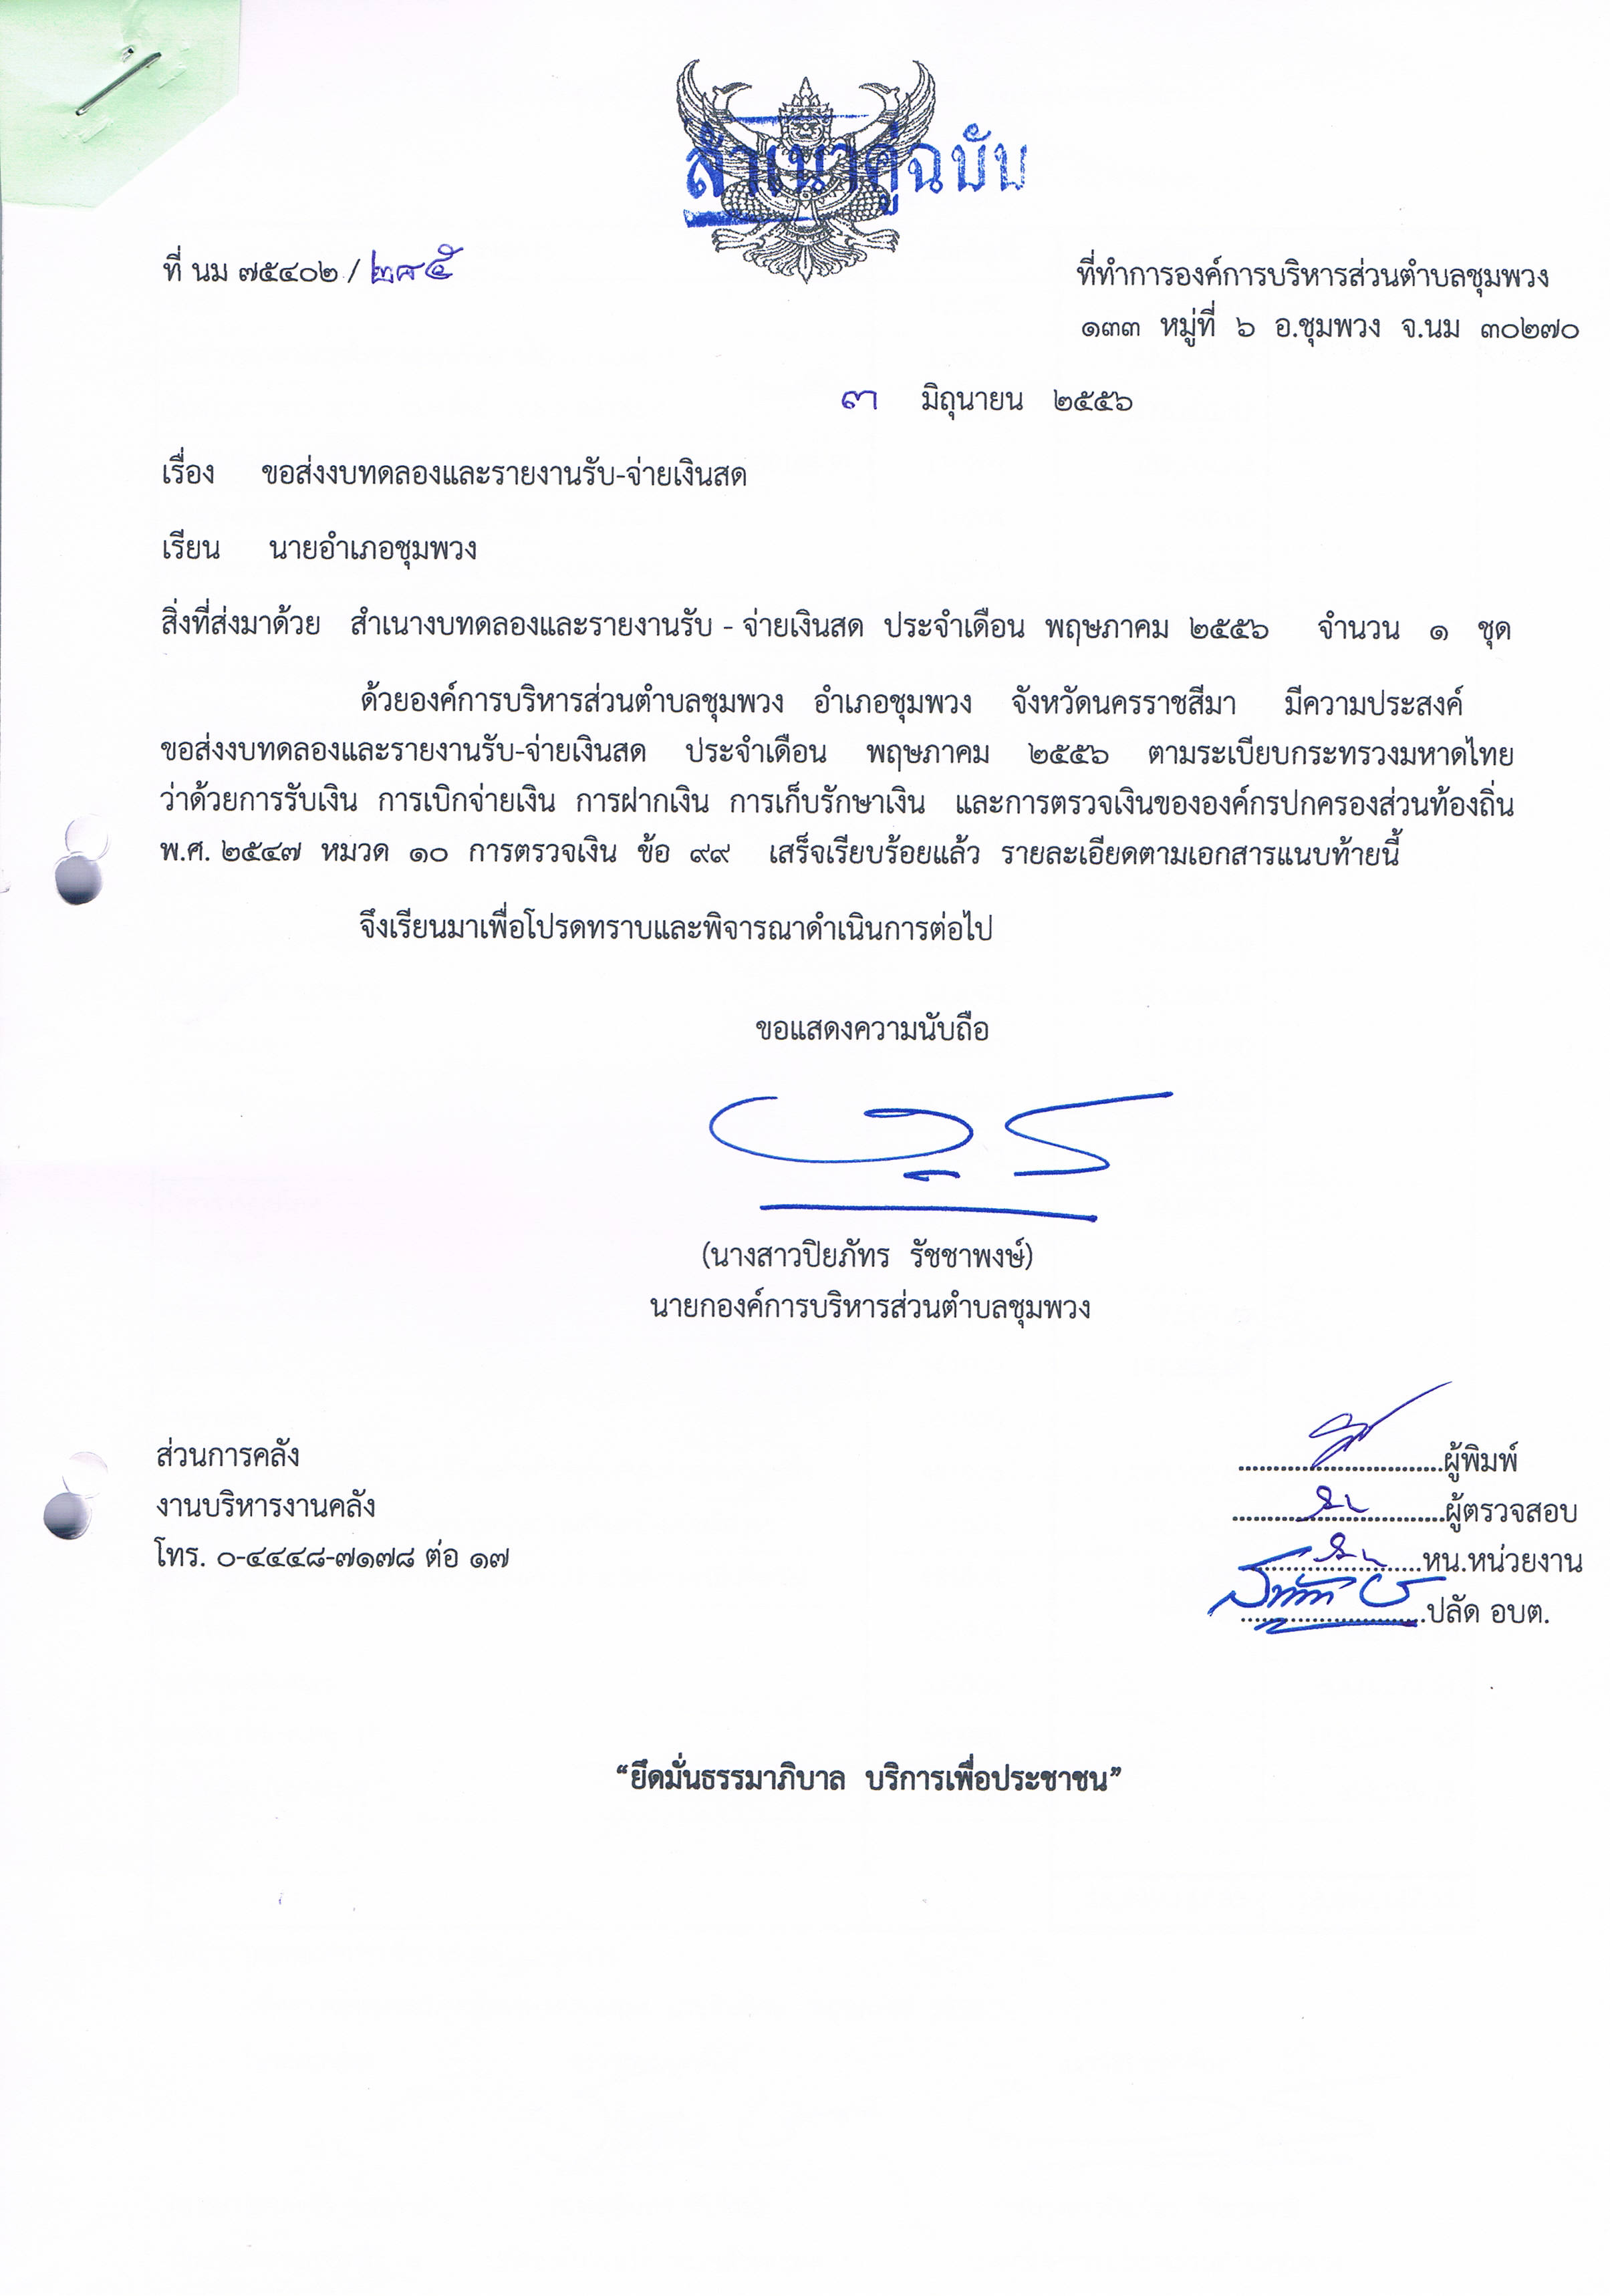 สำเนาคู่ฉบับ
ที่ นม ๗๕๔๐๒ / ๒๘๕
ที่ทำการองค์การบริหารส่วนตำบลชุมพวง
๑๓๓ หมู่ที่ ๖ อ.ชุมพวง จ.นม ๓๐๒๗๐
๓ มิถุนายน ๒๕๕๖
เรื่อง ขอส่งงบทดลองและรายงานรับ-จ่ายเงินสด
เรียน นายอำเภอชุมพวง
สิ่งที่ส่งมาด้วย สำเนางบทดลองและรายงานรับ - จ่ายเงินสด ประจำเดือน พฤษภาคม ๒๕๕๖ จำนวน ๑ ชุด
ด้วยองค์การบริหารส่วนตำบลชุมพวง อำเภอชุมพวง จังหวัดนครราชสีมา มีความประสงค์
ขอส่งงบทดลองและรายงานรับ-จ่ายเงินสด ประจำเดือน พฤษภาคม ๒๕๕๖ ตามระเบียบกระทรวงมหาดไทย
ว่าด้วยการรับเงิน การเบิกจ่ายเงิน การฝากเงิน การเก็บรักษาเงิน และการตรวจเงินขององค์กรปกครองส่วนท้องถิ่น
พ.ศ. ๒๕๔๗ หมวด ๑๐ การตรวจเงิน ข้อ ๙๙ เสร็จเรียบร้อยแล้ว รายละเอียดตามเอกสารแนบท้ายนี้
จึงเรียนมาเพื่อโปรดทราบและพิจารณาดำเนินการต่อไป
ขอแสดงความนับถือ
(นางสาวปิยภัทร รัชชาพงษ์)
นายกองค์การบริหารส่วนตำบลชุมพวง
ส่วนการคลัง
งานบริหารงานคลัง
โทร. ๐-๔๔๔๘-๗๑๗๘ ต่อ ๑๗
..............................ผู้พิมพ์
..............................ผู้ตรวจสอบ
..............................หน.หน่วยงาน
..............................ปลัด อบต.
“ยึดมั่นธรรมาภิบาล บริการเพื่อประชาชน”